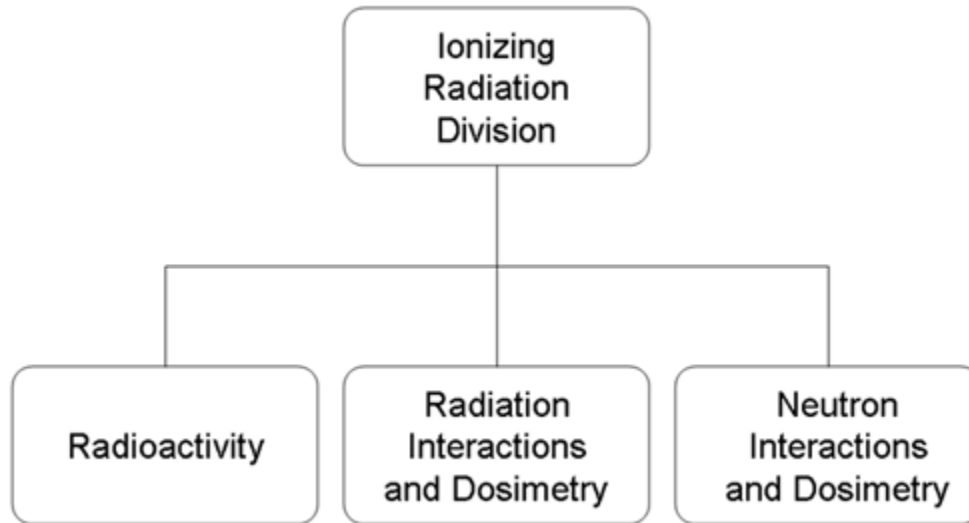 Ionizing
Radiation
Division
Radioactivity
Radiation
Interactions
and Dosimetry
Neutron
Interactions
and Dosimetry